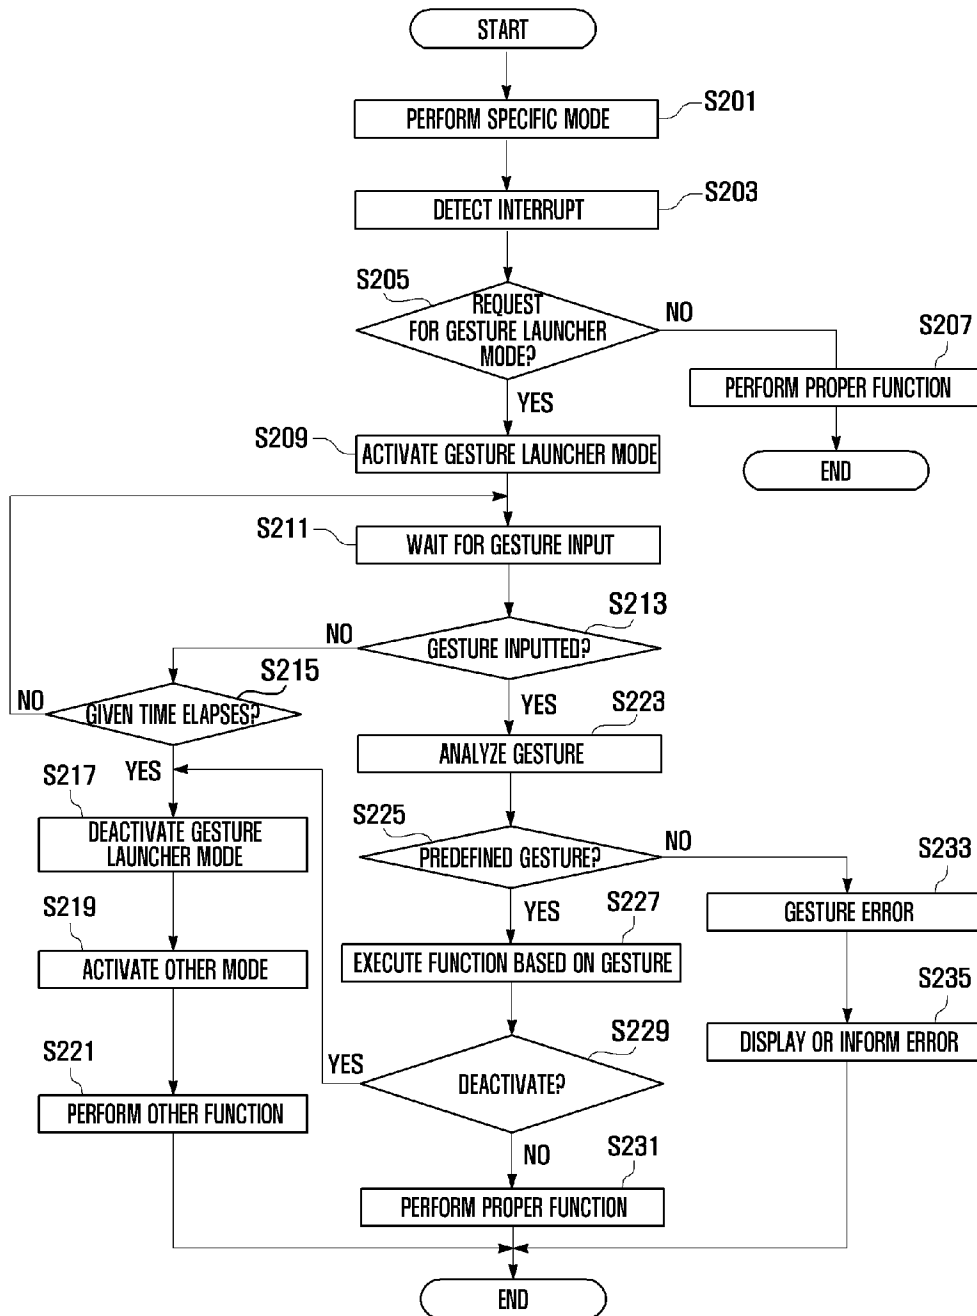 START
S201
PERFORM SPECIFIC MODE
S203
DETECT INTERRUPT
S205
REQUEST
FOR GESTURE LAUNCHER
MODE?
NO
S207
PERFORM PROPER FUNCTION
YES
END
S209
ACTIVATE GESTURE LAUNCHER MODE
S211
WAIT FOR GESTURE INPUT
S213
NO
GESTURE INPUTTED?
S215
NO
GIVEN TIME ELAPSES?
YES
S223
ANALYZE GESTURE
YES
S217
DEACTIVATE GESTURE
LAUNCHER MODE
S225
PREDEFINED GESTURE?
NO
S233
GESTURE ERROR
S219
ACTIVATE OTHER MODE
YES
S227
EXECUTE FUNCTION BASED ON GESTURE
S235
DISPLAY OR INFORM ERROR
S221
PERFORM OTHER FUNCTION
S229
YES
DEACTIVATE?
NO
S231
PERFORM PROPER FUNCTION
END